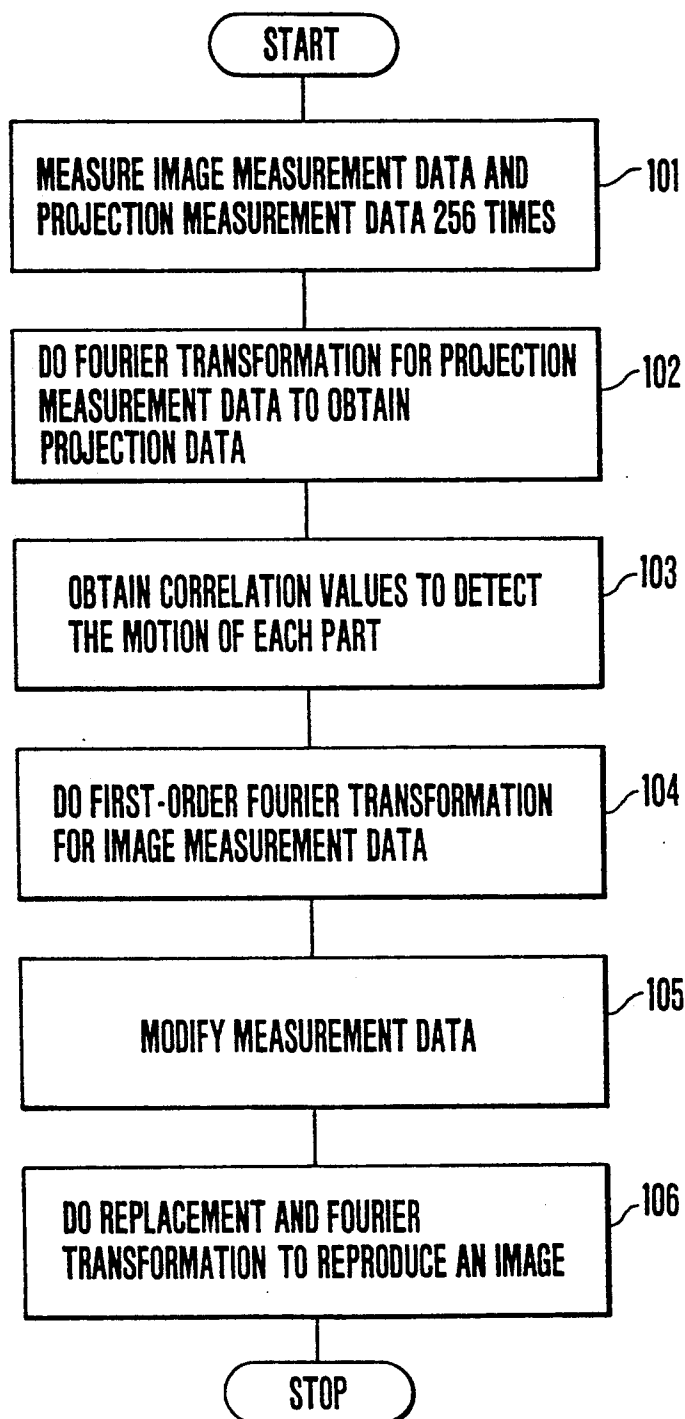 START
MEASURE IMAGE MEASUREMENT DATA AND
PROJECTION MEASUREMENT DATA 256 TIMES
101
DO FOURIER TRANSFORMATION FOR PROJECTION
MEASUREMENT DATA TO OBTAIN
PROJECTION DATA
102
OBTAIN CORRELATION VALUES TO DETECT
THE MOTION OF EACH PART
103
DO FIRST-ORDER FOURIER TRANSFORMATION
FOR IMAGE MEASUREMENT DATA
104
MODIFY MEASUREMENT DATA
105
DO REPLACEMENT AND FOURIER
TRANSFORMATION TO REPRODUCE AN IMAGE
106
STOP